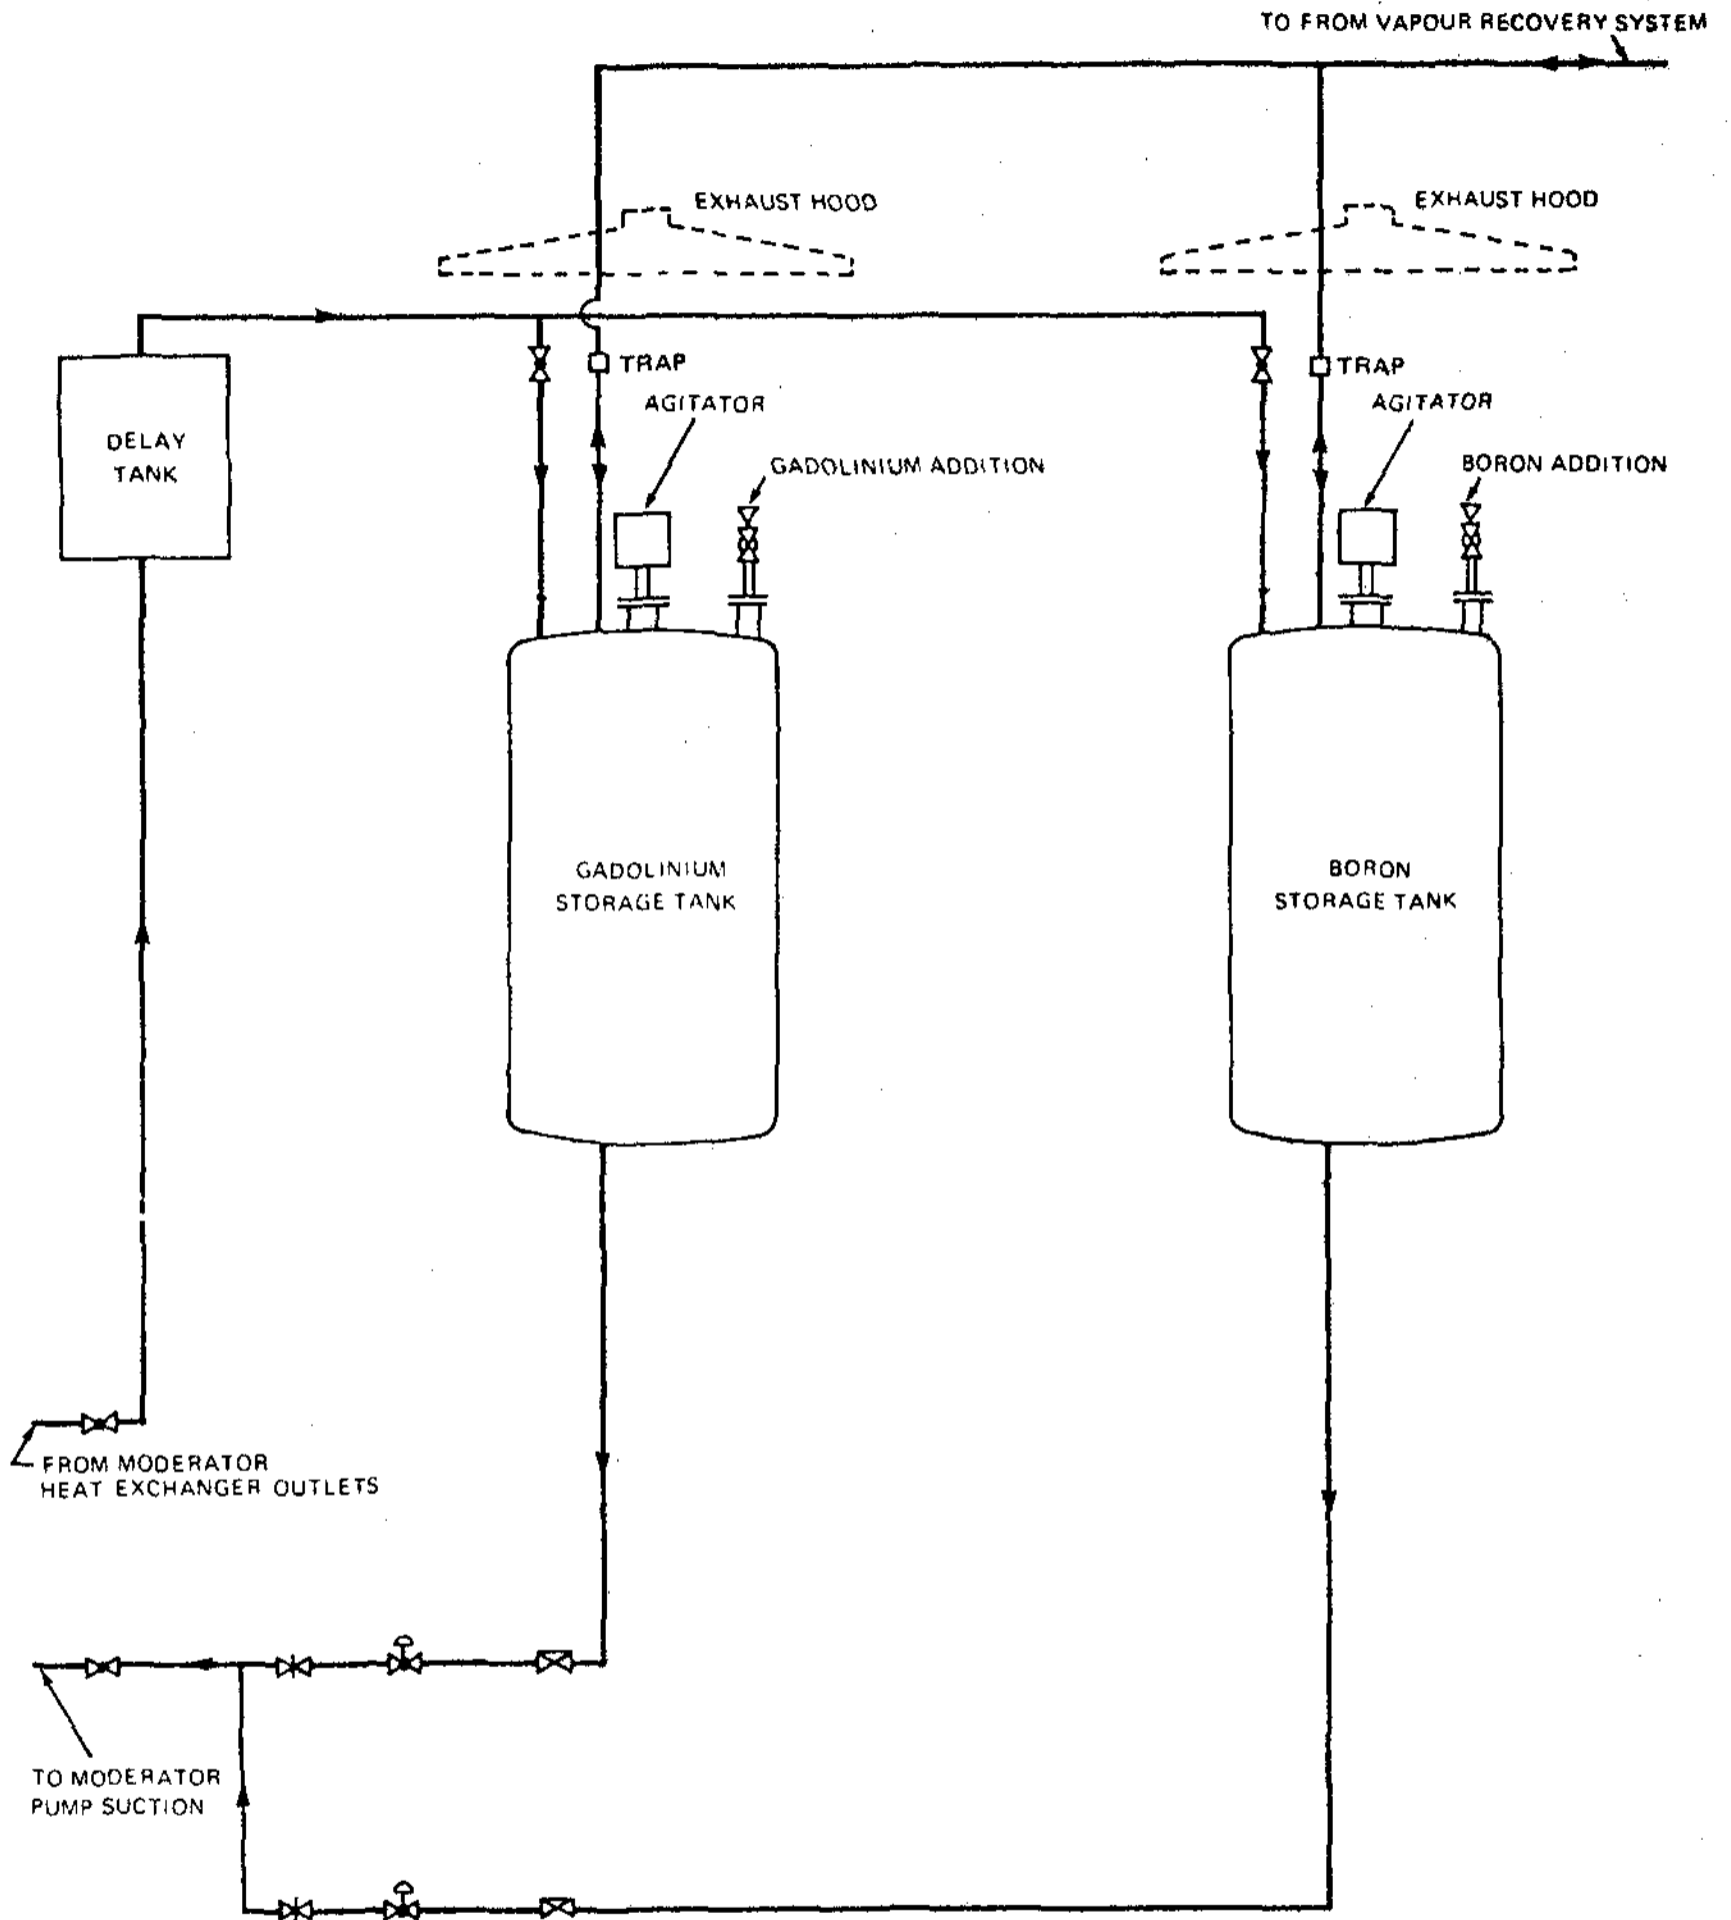 TO FROM VAPOUR RECOVERY SYSTEM
EXHAUST HOOD
EXHAUST HOOD
TRAP
TRAP
AGITATOR
AGITATOR
DELAY
TANK
GADOLINIUM ADDITION
BORON ADDITION
GADOLINIUM
STORAGE TANK
BORON
STORAGE TANK
FROM MODERATOR
HEAT EXCHANGER OUTLETS
TO MODERATOR
PUMP SUCTION